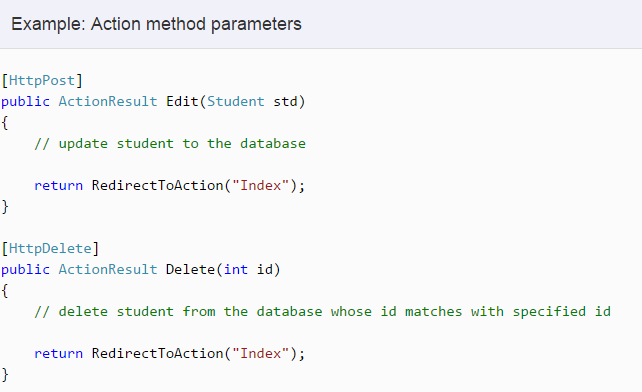 Example: Action method parameters
[HttpPost]
public ActionResult Edit(Student std)
{
// update student to the database
return RedirectToAction("Index");
}
[HttpDelete]
public ActionResult Delete(int id)
{
// delete student from the database whose id matches with specified id
return RedirectToAction("Index");
}